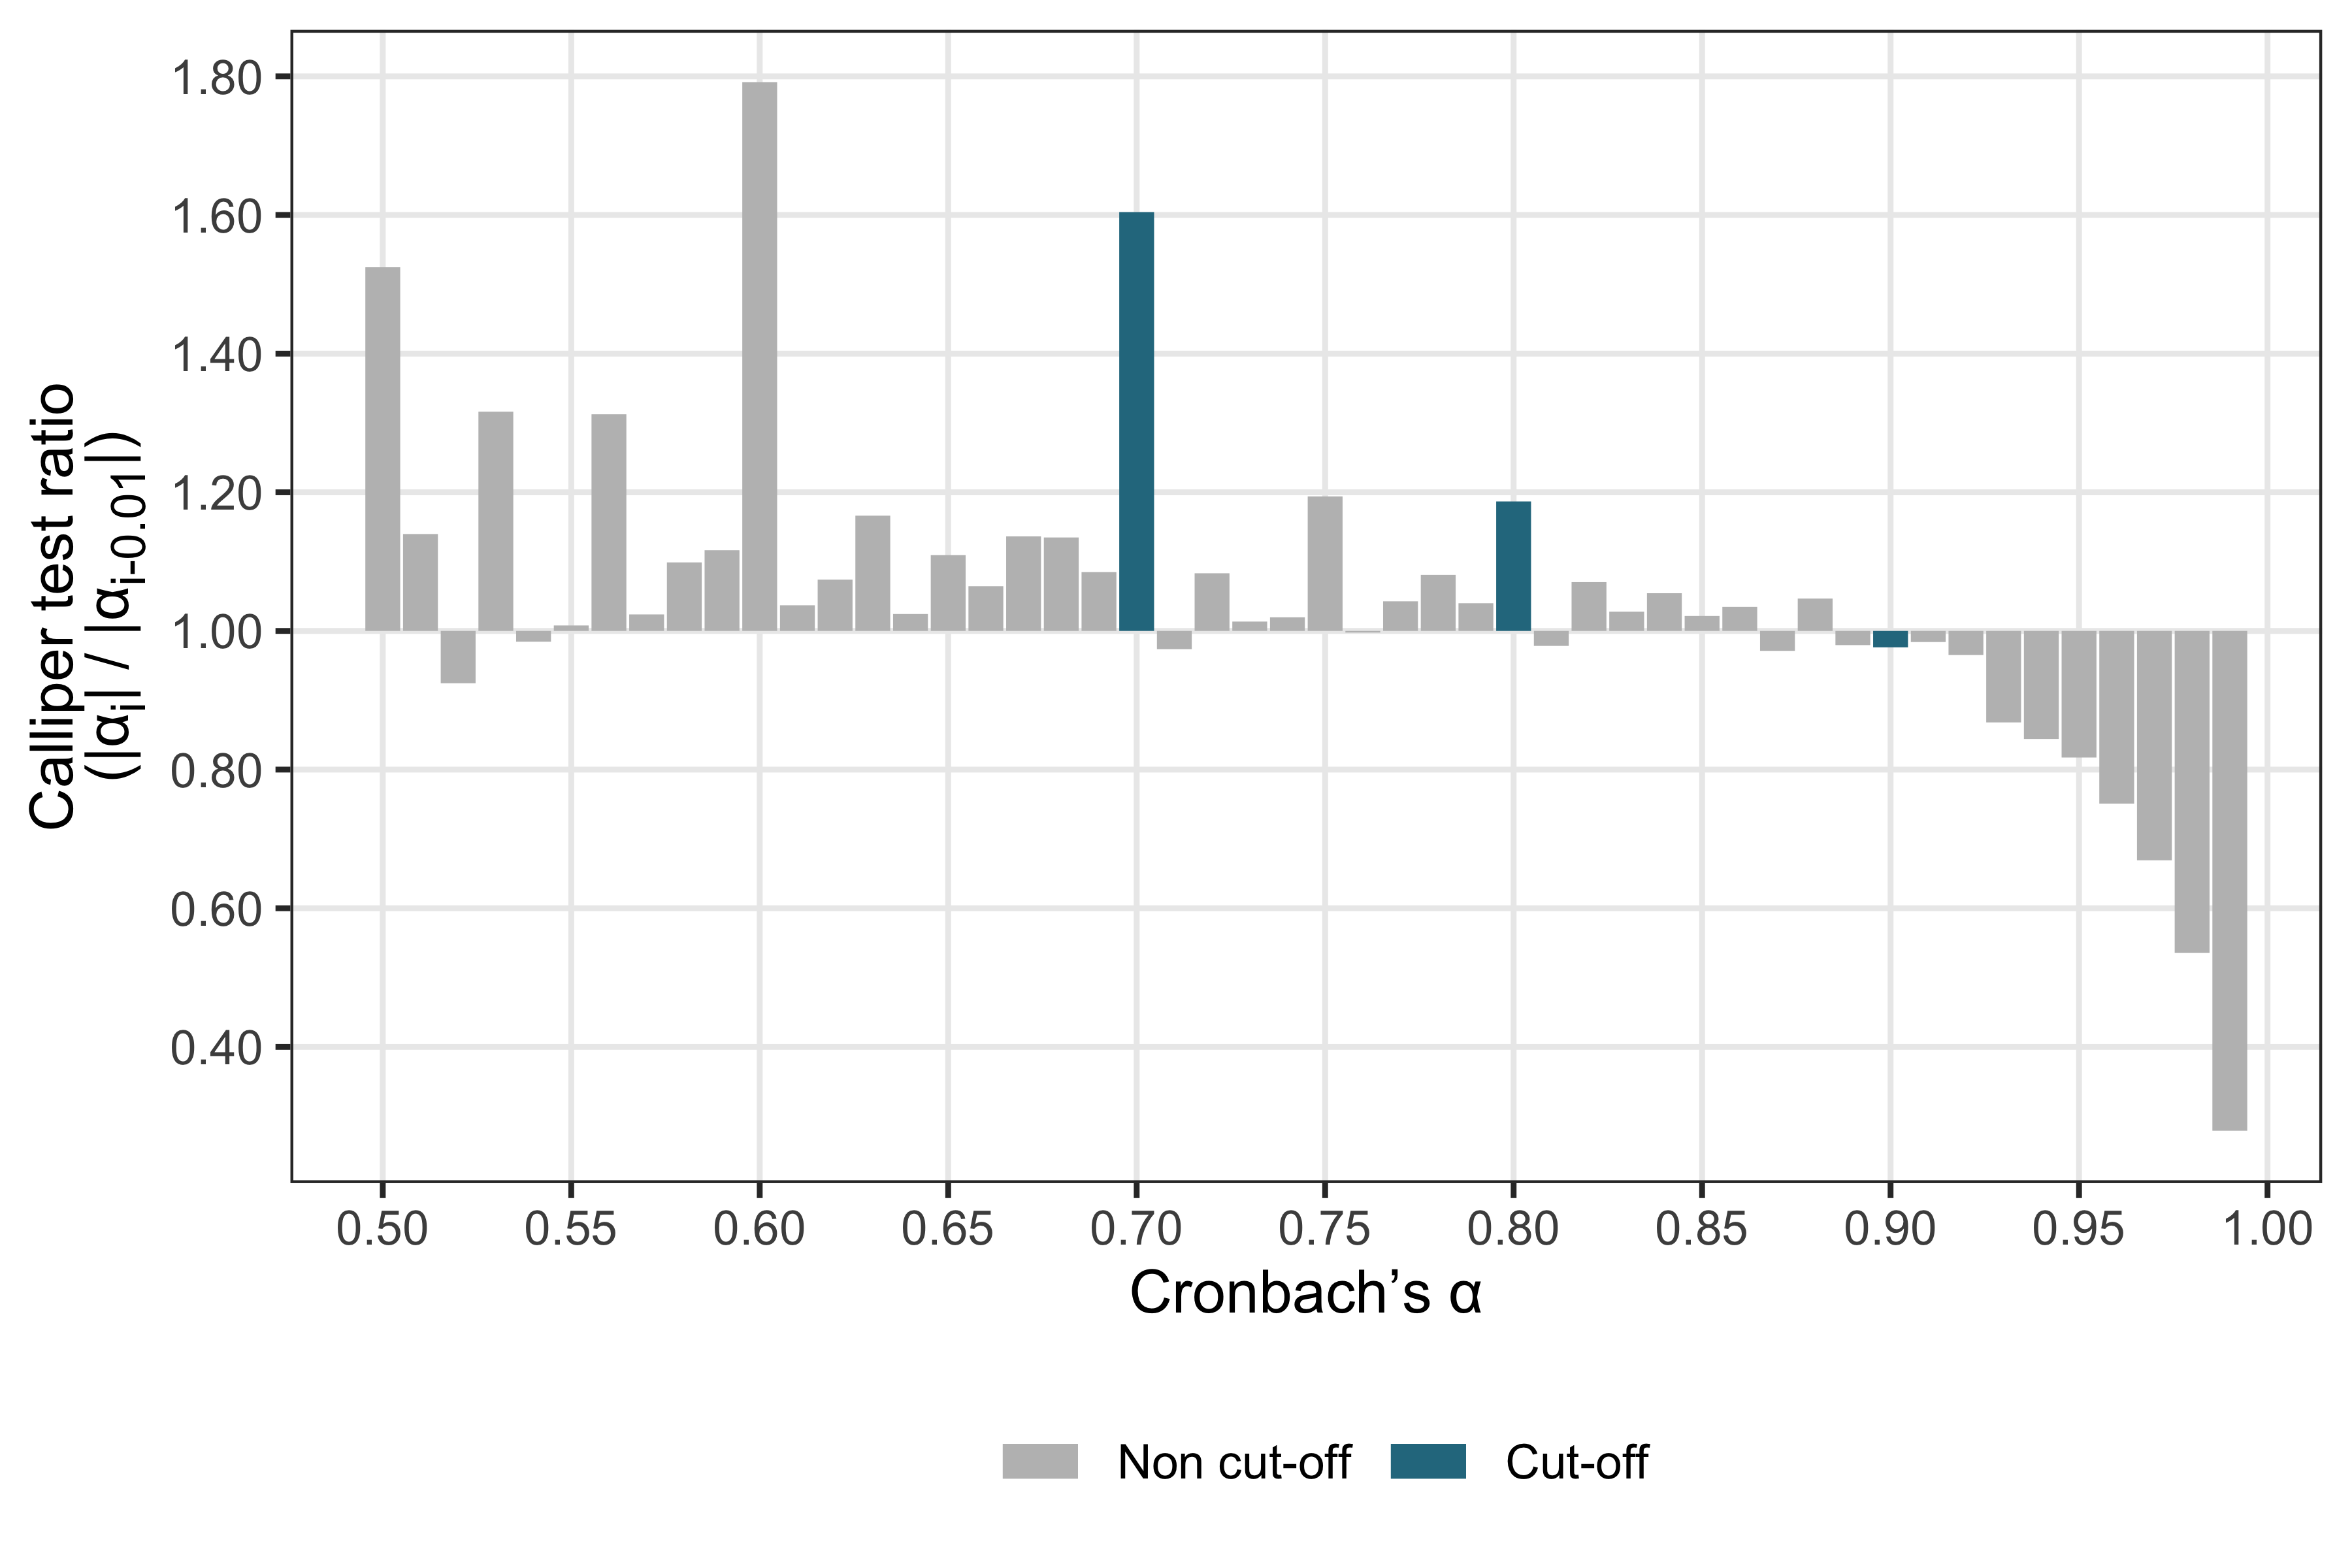 Calliper test ratio
(|αi| / |αi-0.01|)
1.80
1.60
1.40
1.20
1.00
0.80
0.60
0.40
0.50 0.55 0.60 0.65 0.70 0.75 0.80 0.85 0.90 0.95 1.00
Cronbach’s α
Non cut-off Cut-off